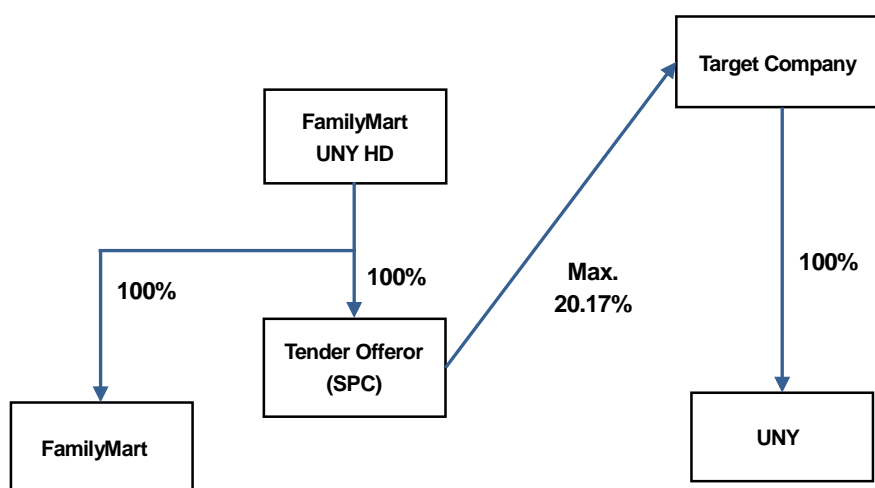 Target Company
FamilyMart
UNY HD
100%
100%
Max.
20.17%
100%
Tender Offeror
(SPC)
FamilyMart
UNY